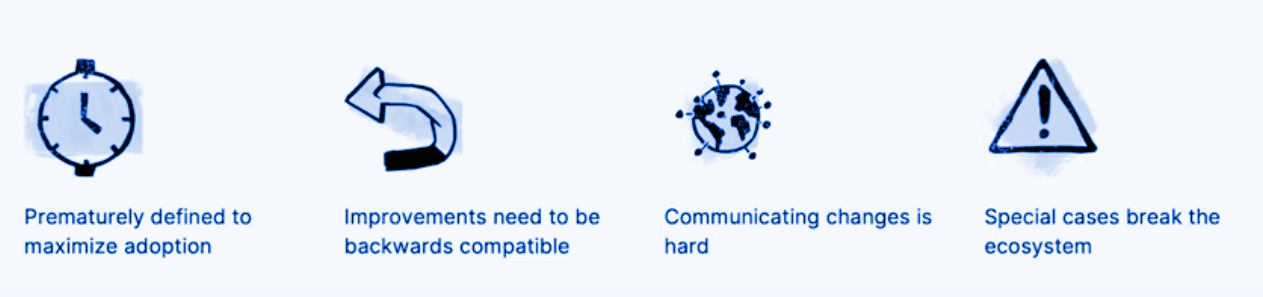 Prematurely defined to
maximize adoption
Improvements need to be
backwards compatible
Communicating changes is
hard
Special cases break the
ecosystem